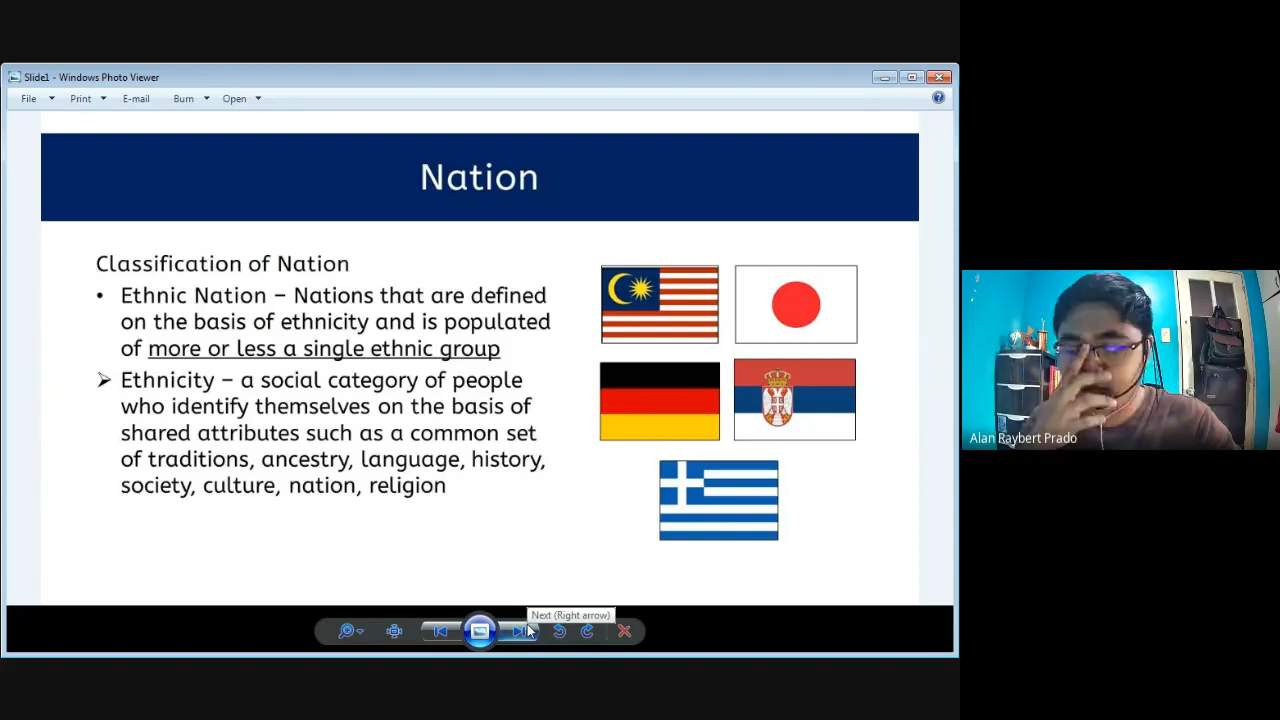 Slide1 - Windows Photo Viewer
File Print E-mail Burn Open
Nation
Classification of Nation
• Ethnic Nation – Nations that are defined
on the basis of ethnicity and is populated
of more or less a single ethnic group
➢ Ethnicity – a social category of people
who identify themselves on the basis of
shared attributes such as a common set
of traditions, ancestry, language, history,
society, culture, nation, religion
Alan Raybert Prado
Next (Right arrow)